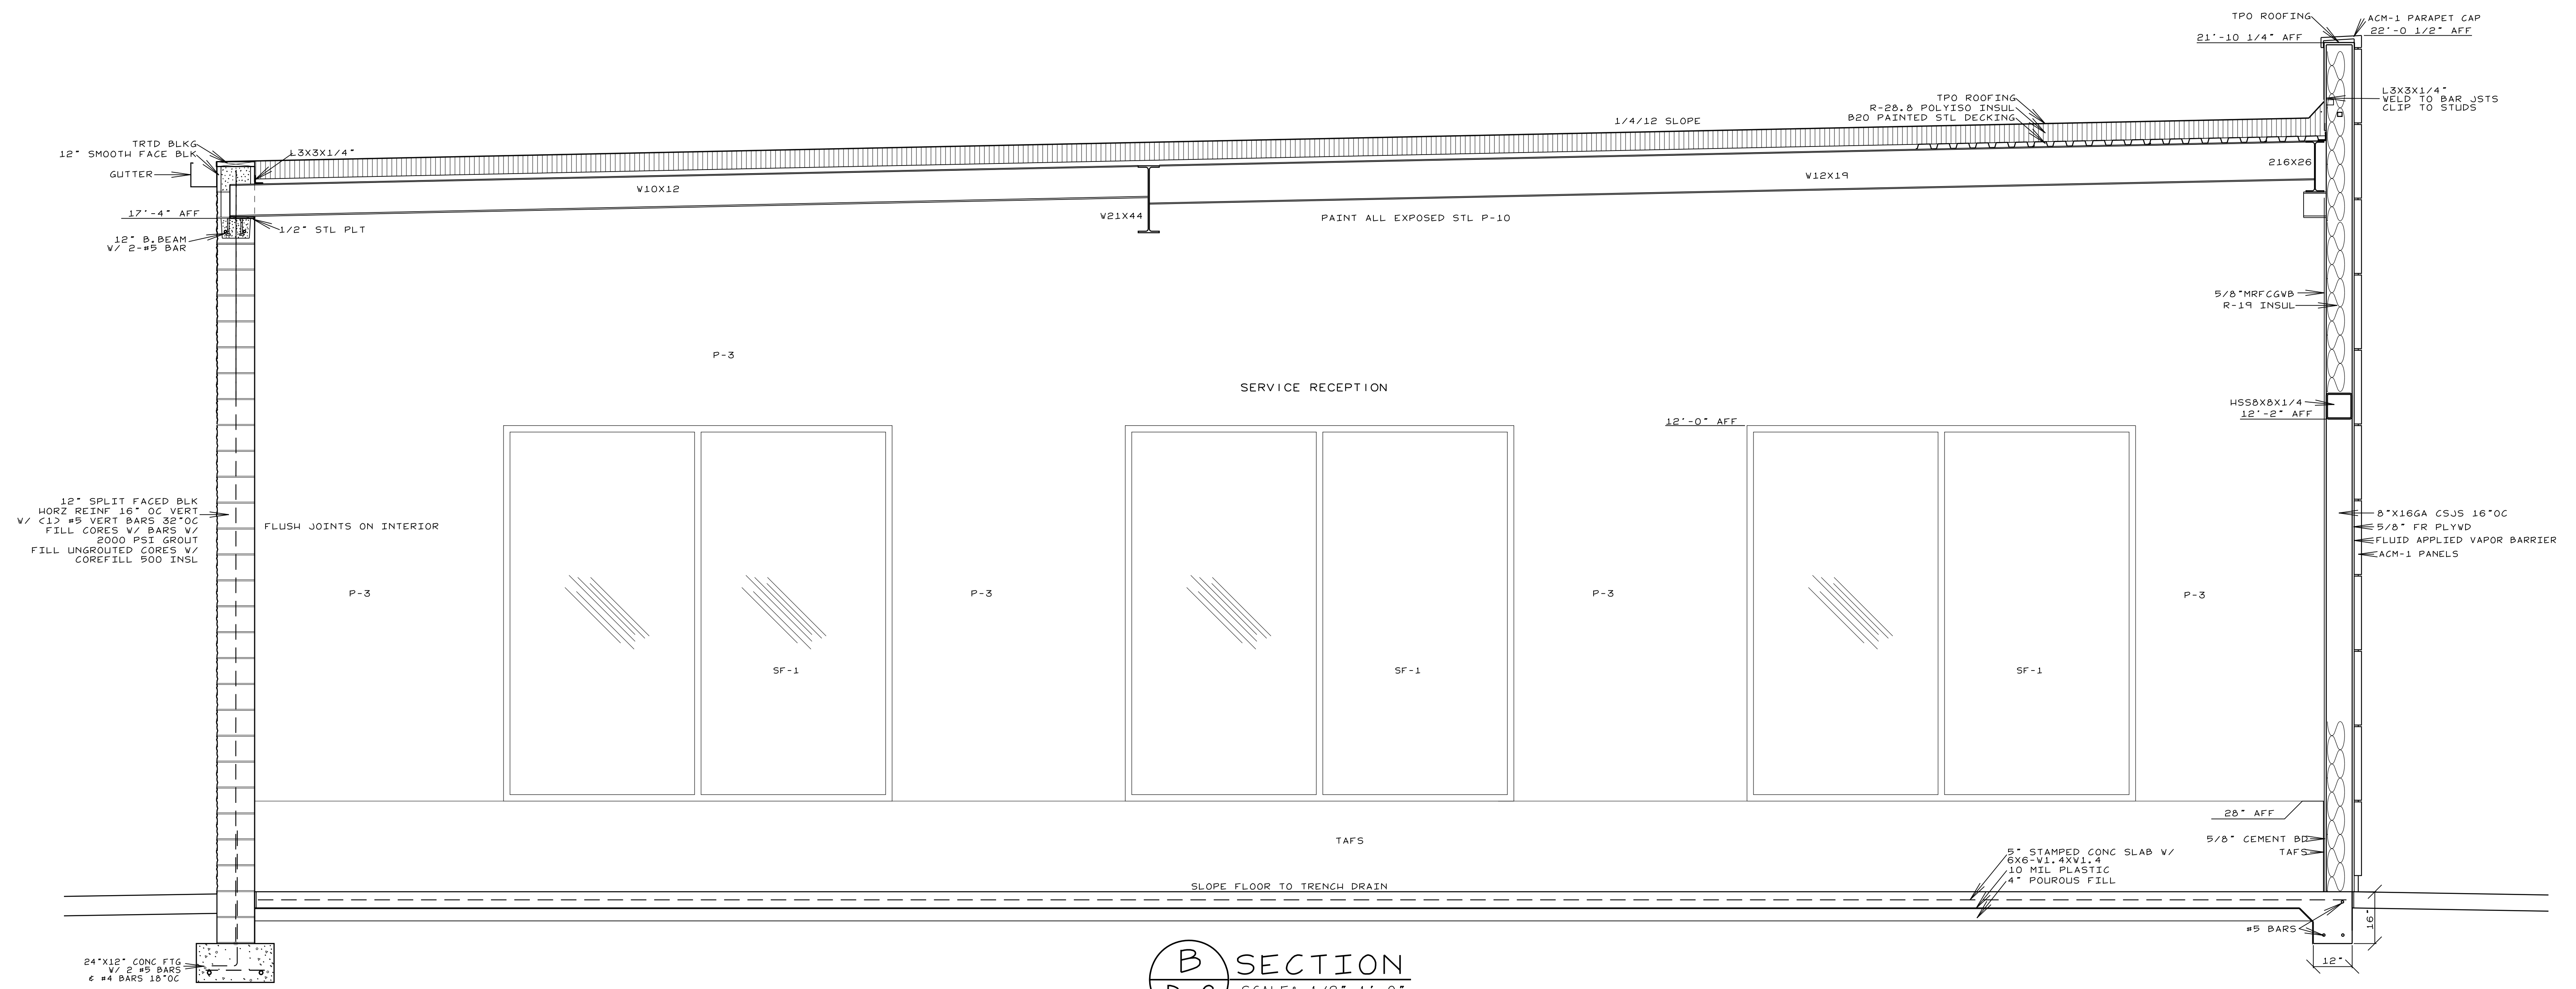 TPO ROOFING
ACM-1 PARAPET CAP
22'-0 1/2" AFF
21'-10 1/4" AFF
L3X3X1/4"
WELD TO BAR JSTS
CLIP TO STUDS
TPO ROOFING
R-28.8 POLYISO INSUL
B20 PAINTED STL DECKING
1/4/12 SLOPE
TRTD BLKG
12" SMOOTH FACE BLK
GUTTER
L3X3X1/4"
W10X12
W12X19
216X26
17'-4" AFF
W21X44
PAINT ALL EXPOSED STL P-10
1/2" STL PLT
12" B.BEAM
W/ 2-#5 BAR
5/8"MRFCGWB
R-19 INSUL
P-3
SERVICE RECEPTION
HSS8X8X1/4
12'-2" AFF
12'-0" AFF
12" SPLIT FACED BLK
HORZ REINF 16" OC VERT
W/ (1) #5 VERT BARS 32"OC
FILL CORES W/ BARS W/
2000 PSI GROUT
FILL UNGROUTED CORES W/
COREFILL 500 INSL
FLUSH JOINTS ON INTERIOR
8"X16GA CSJS 16"OC
5/8" FR PLYWD
FLUID APPLIED VAPOR BARRIER
ACM-1 PANELS
P-3
P-3
P-3
P-3
SF-1
SF-1
SF-1
28" AFF
TAFS
5/8" CEMENT BD
TAFS
5" STAMPED CONC SLAB W/
6X6-W1.4XW1.4
10 MIL PLASTIC
4" POUROUS FILL
SLOPE FLOOR TO TRENCH DRAIN
16"
#5 BARS
12"
24"X12" CONC FTG
W/ 2 #5 BARS
& #4 BARS 18"OC
B
SECTION